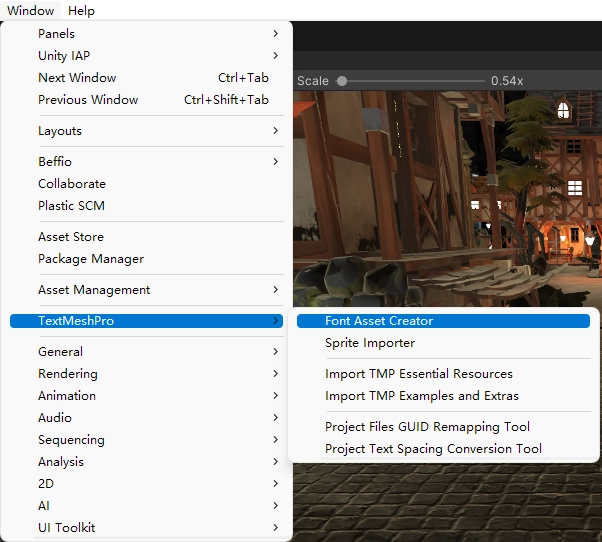 Window Help
Panels
Unity IAP
Next Window Ctrl+Tab
Previous Window Ctrl+Shift+Tab
Layouts
Beffio
Collaborate
Plastic SCM
Asset Store
Package Manager
Asset Management
TextMeshPro
General
Rendering
Animation
Audio
Sequencing
Analysis
2D
AI
UI Toolkit
Scale 0.54x
Font Asset Creator
Sprite Importer
Import TMP Essential Resources
Import TMP Examples and Extras
Project Files GUID Remapping Tool
Project Text Spacing Conversion Tool